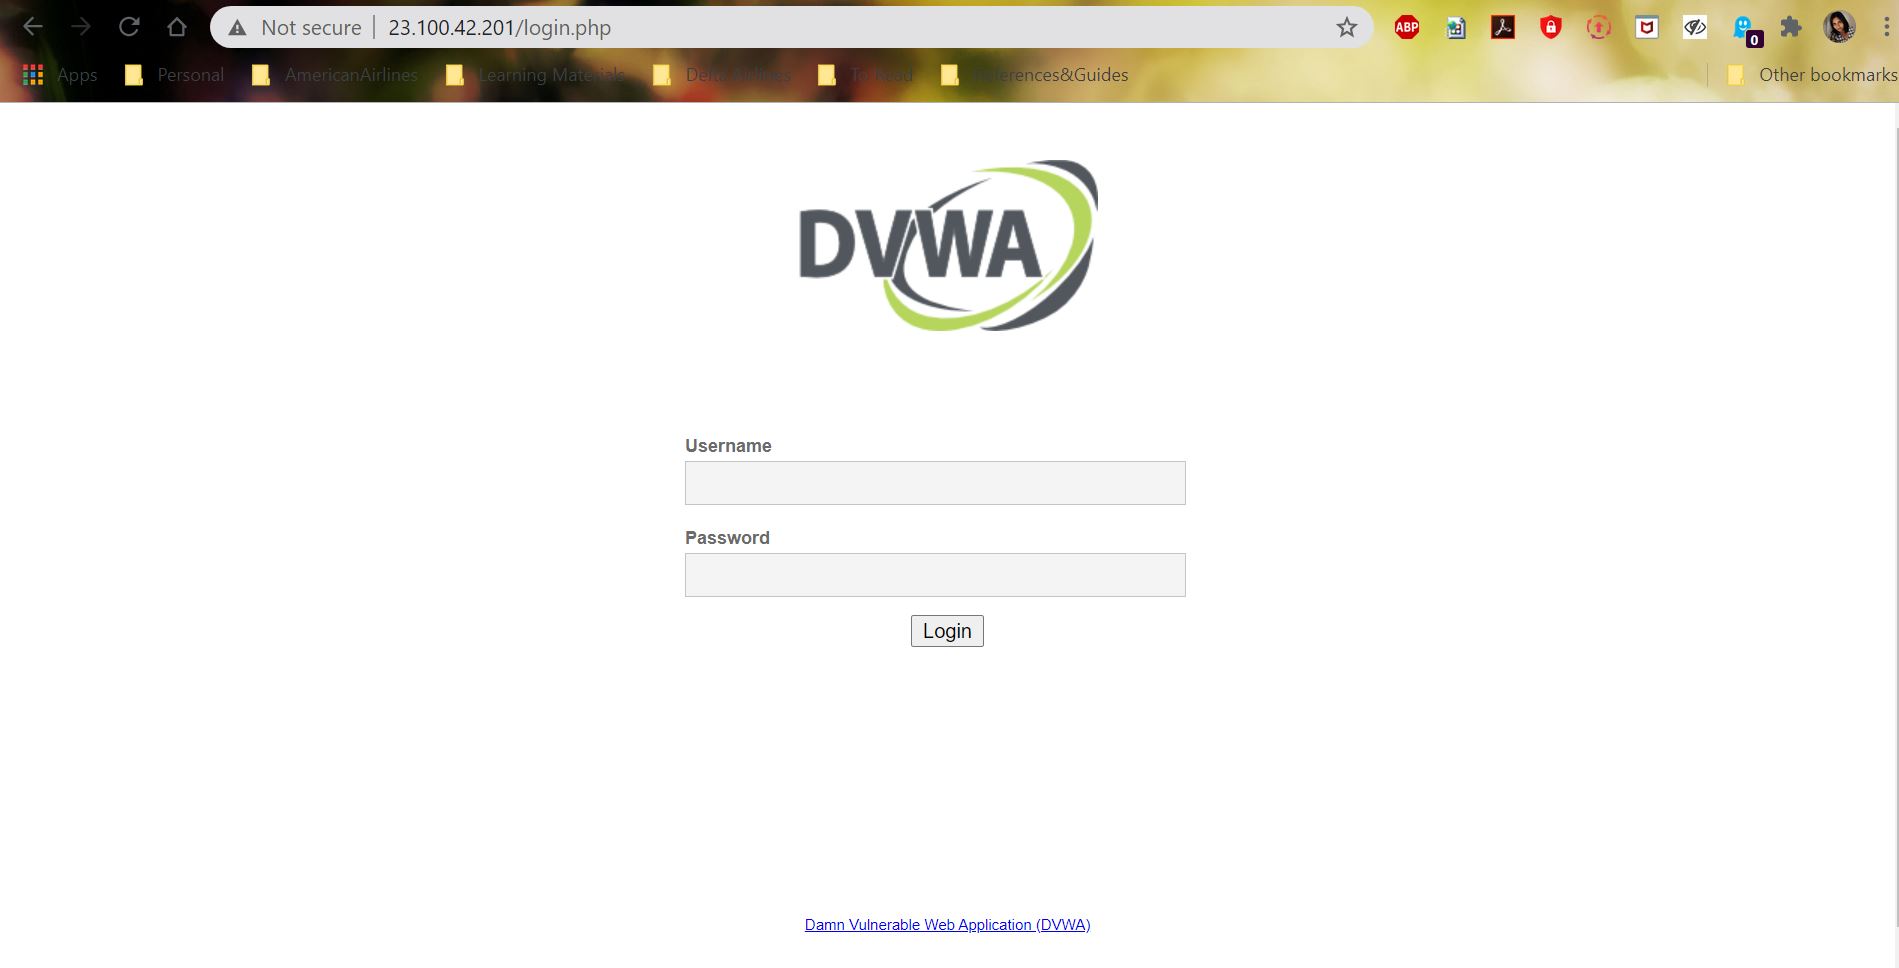 Not secure | 23.100.42.201/login.php
ABP
0
Apps Personal AmericanAirlines Learning Materials Delta Airlines To Read References&Guides Other bookmarks
DVWA
Username
Password
Login
Damn Vulnerable Web Application (DVWA)